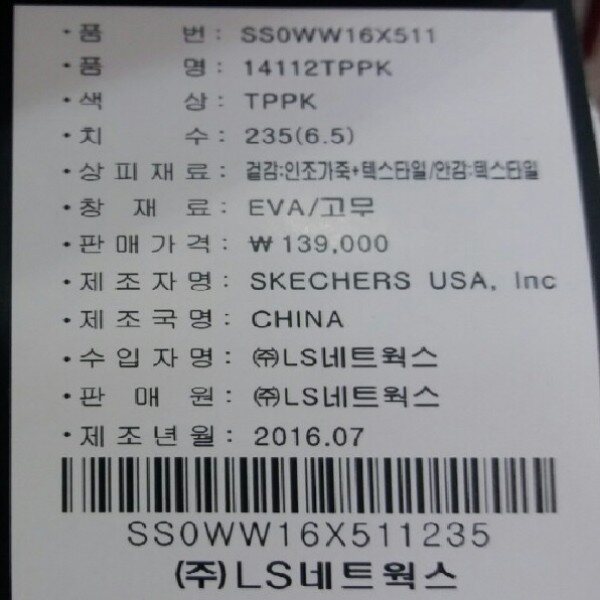 • 품 번 : SS0WW16X511
• 품 명 : 14112TPPK
• 색 상 : TPPK
• 치 수 : 235(6.5)
• 상피재료 : 겉감:인조가죽+텍스타일/안감:텍스타일
• 창 재 료 : EVA/고무
• 판매가격 : ₩ 139,000
• 제조자명 : SKECHERS USA, Inc
• 제조국명 : CHINA
• 수입자명 : ㈜LS네트웍스
• 판 매 원 : ㈜LS네트웍스
• 제조년월 : 2016.07
SS0WW16X511235
(주)LS네트웍스